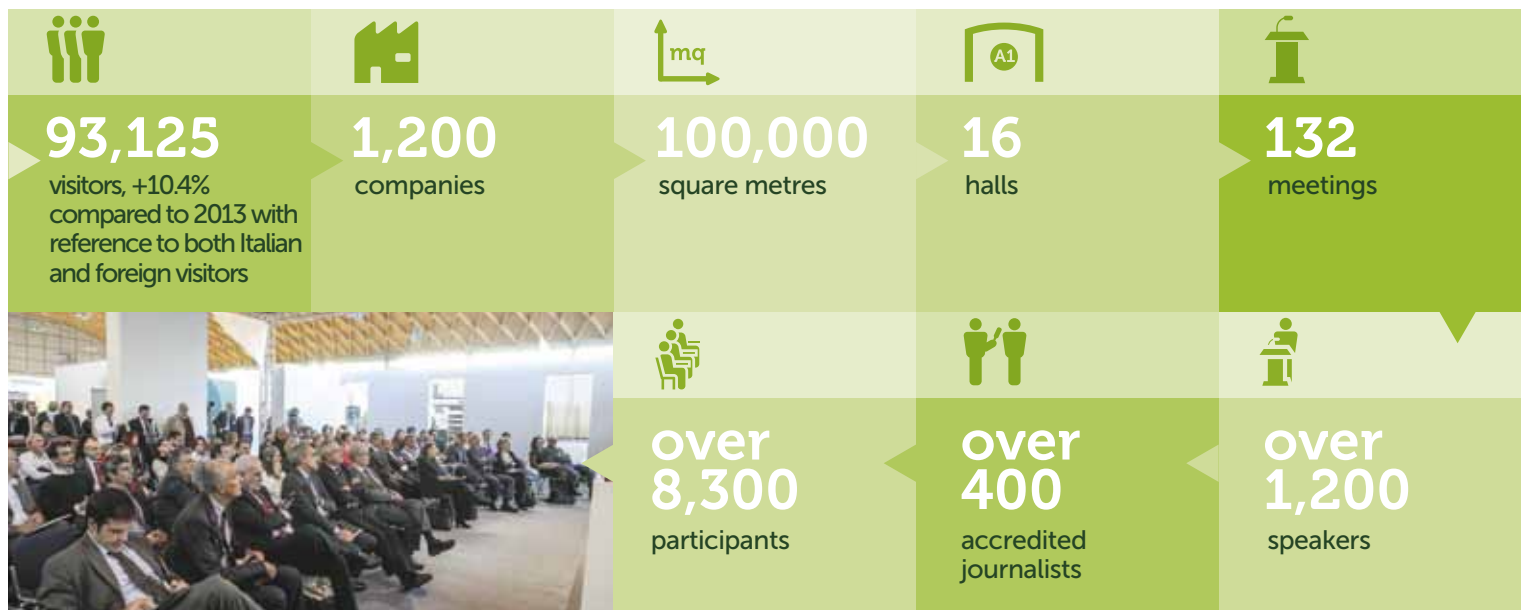 mq
A1
93,125
visitors, +10.4%
compared to 2013 with
reference to both Italian
and foreign visitors
1,200
companies
100,000
square metres
16
halls
132
meetings
over
8,300
participants
over
400
accredited
journalists
over
1,200
speakers